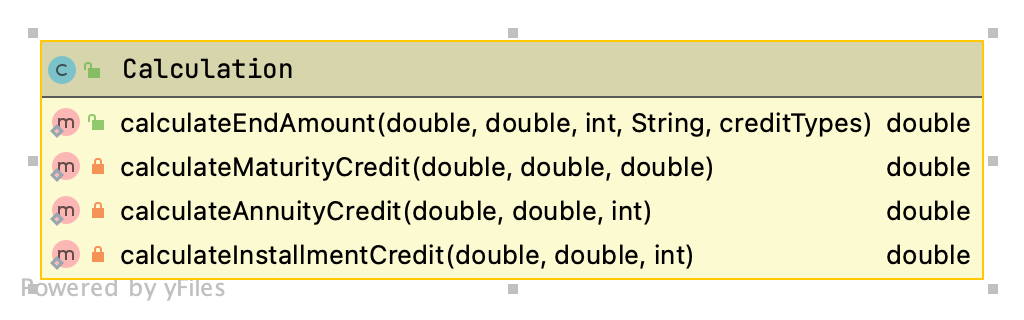 C Calculation
m calculateEndAmount(double, double, int, String, creditTypes) double
m calculateMaturityCredit(double, double, double) double
m calculateAnnuityCredit(double, double, int) double
m calculateInstallmentCredit(double, double, int) double
Powered by yFiles